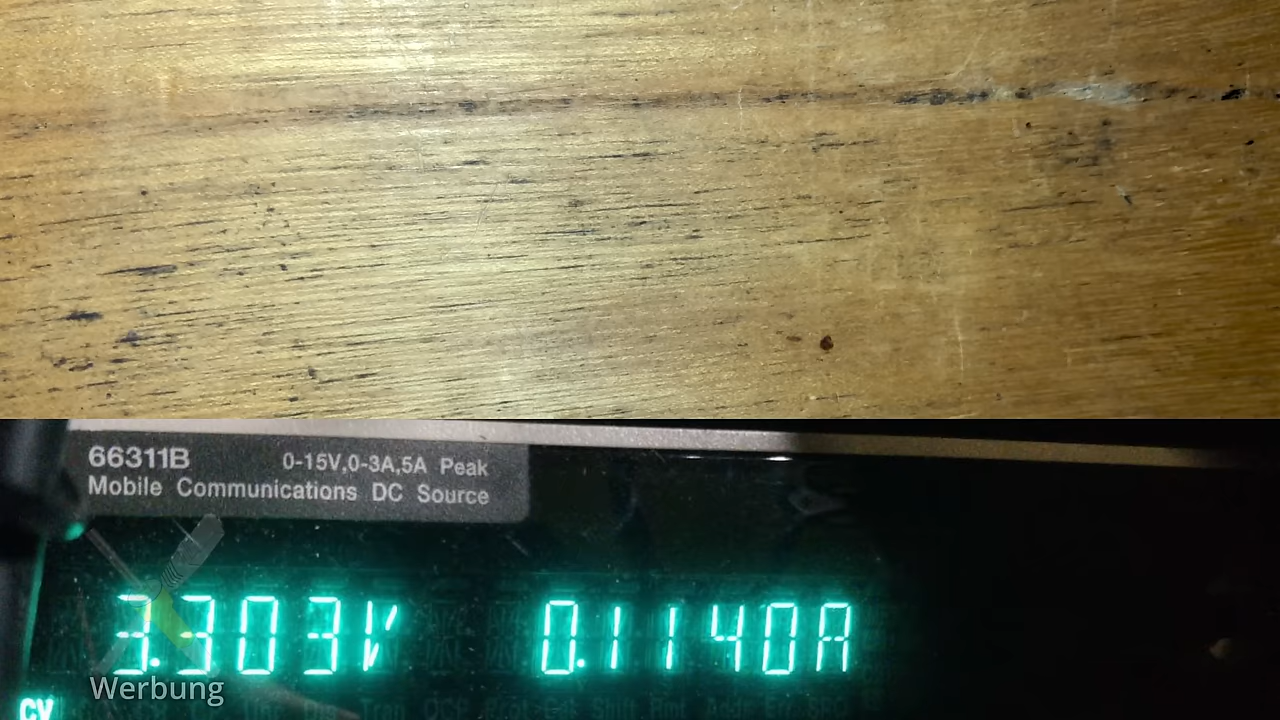 66311B 0-15V,0-3A,5A Peak
Mobile Communications DC Source
3.303V 0.1140A
Werbung
CV